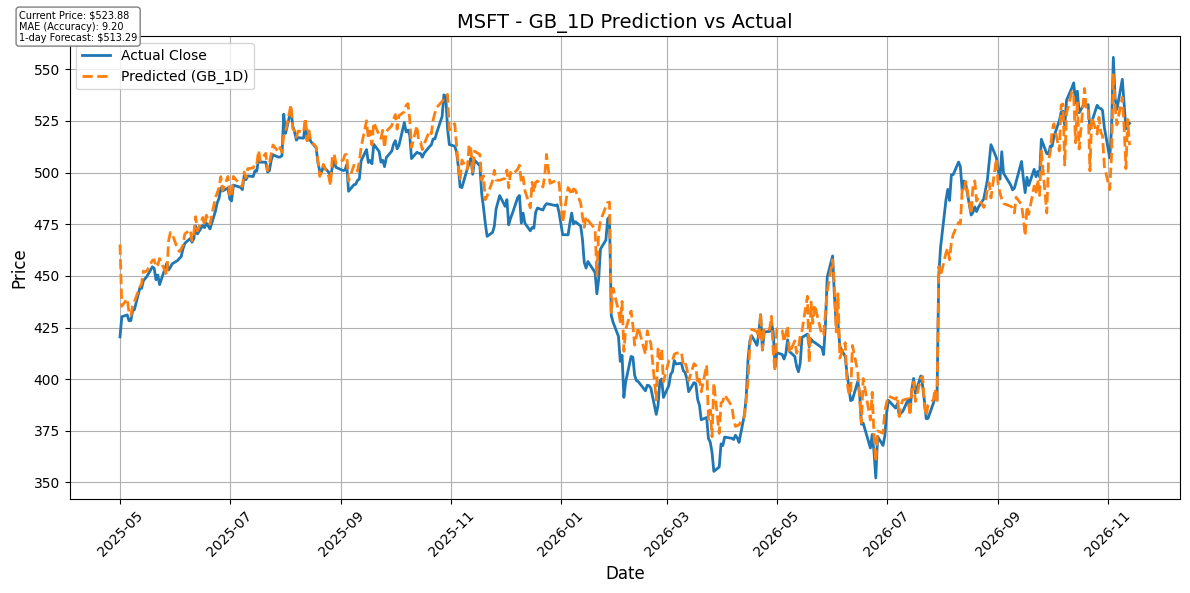 MSFT - GB_1D Prediction vs Actual
Current Price: $523.88
MAE (Accuracy): 9.20
1-day Forecast: $513.29
Actual Close
Predicted (GB_1D)
Price
550
525
500
475
450
425
400
375
350
2025-05
2025-07
2025-09
2025-11
2026-01
2026-03
2026-05
2026-07
2026-09
2026-11
Date